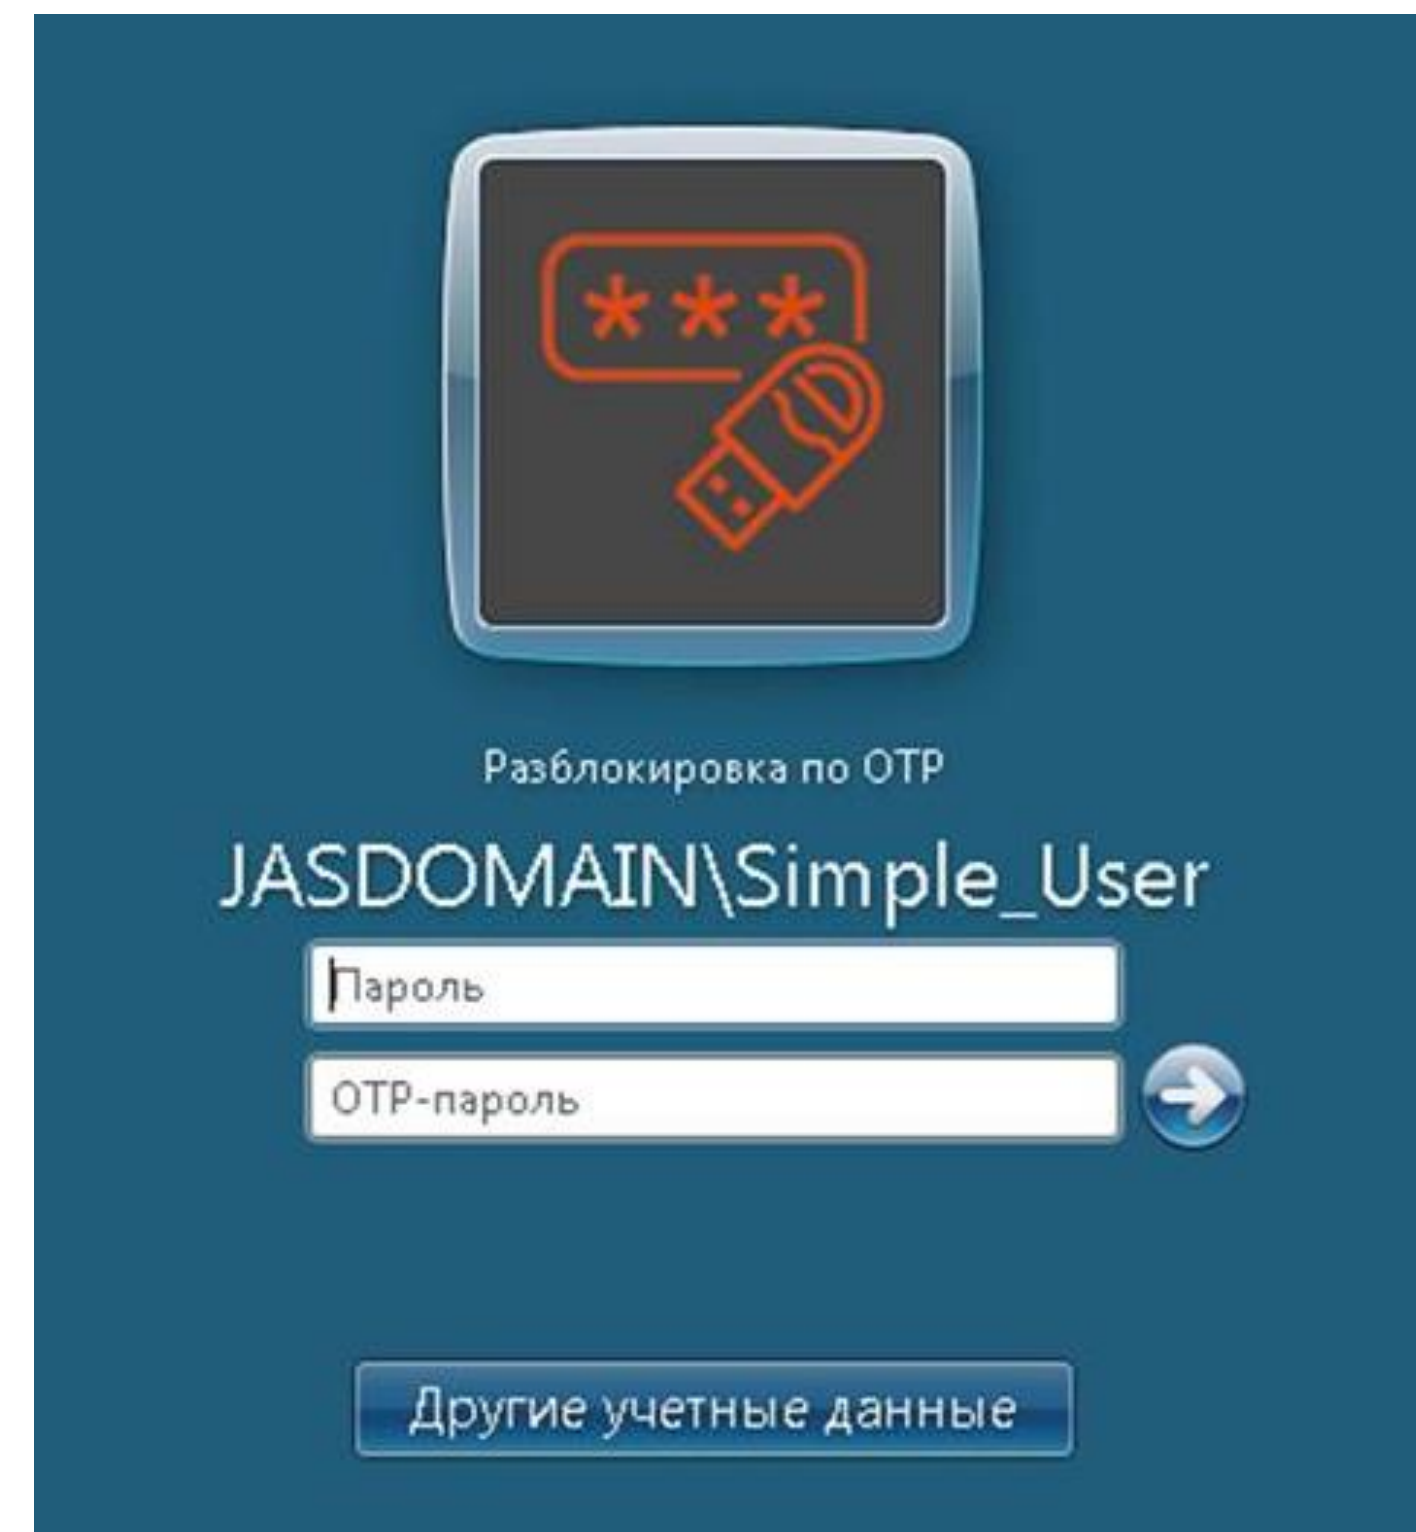 ***
Разблокировка по OTP
JASDOMAIN\Simple_User
Пароль
OTP-пароль
Другие учетные данные